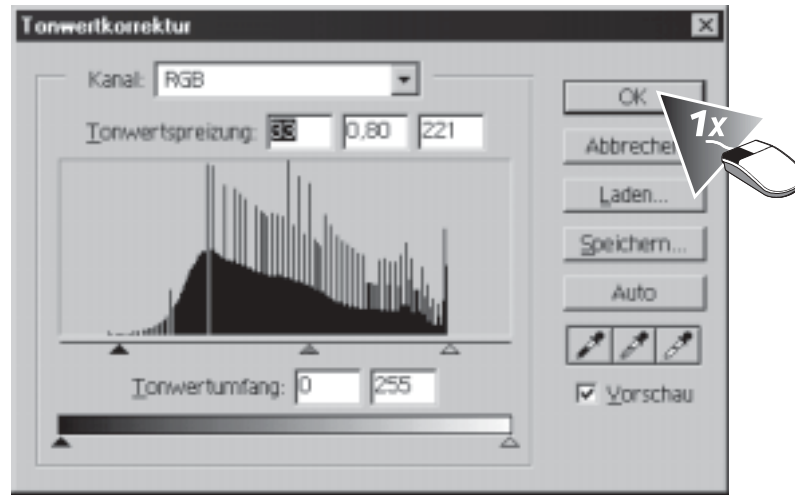 Tonwertkorrektur
Kanal: RGB
OK
1x
Tonwertspreizung: 33 0,80 221
Abbrechen
Laden...
Speichern...
Auto
Tonwertumfang: 0 255
Vorschau